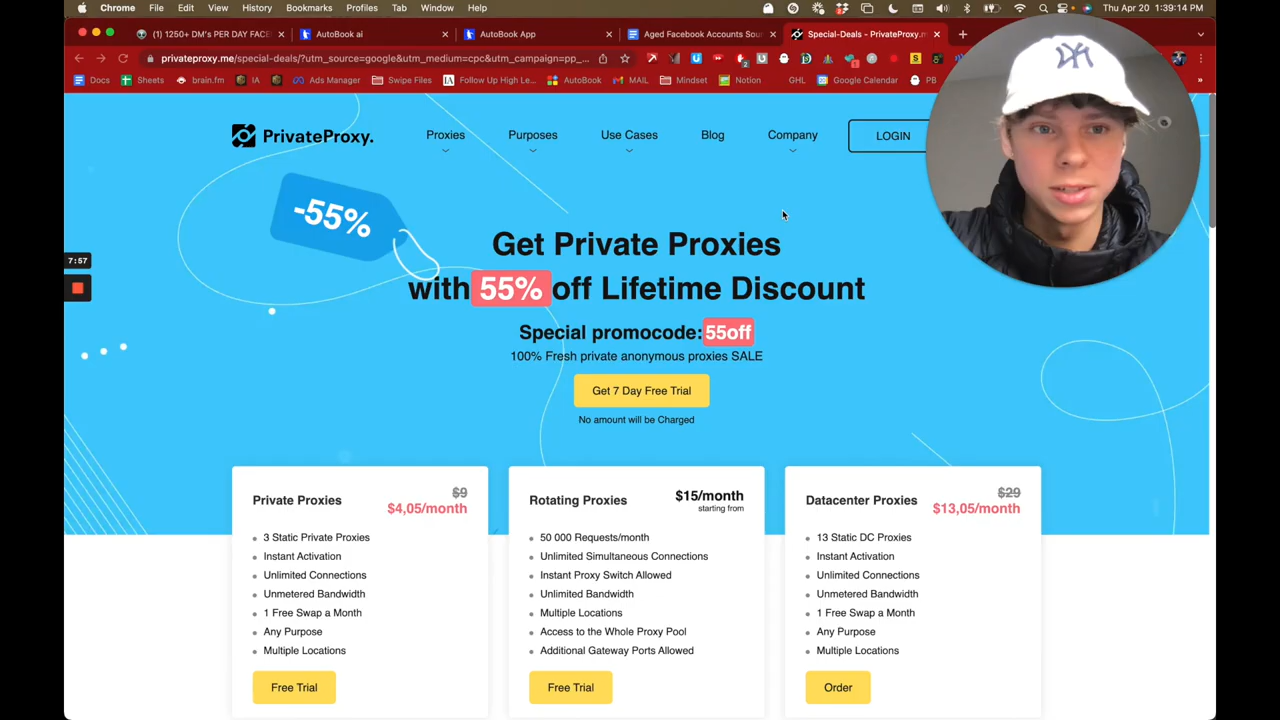 Chrome File Edit View History Bookmarks Profiles Tab Window Help Thu Apr 20 1:39:14 PM
(1) 1250+ DM's PER DAY FACE AutoBook ai AutoBook App Aged Facebook Accounts Sour Special-Deals - PrivateProxy.m
privateproxy.me/special-deals/?utm_source=google&utm_medium=cpc&utm_campaign=pp_...
Docs Sheets brain.fm IA Ads Manager Swipe Files Follow Up High Le... AutoBook MAIL Mindset Notion GHL Google Calendar PB
PrivateProxy. Proxies Purposes Use Cases Blog Company LOGIN
-55%
7:57
Get Private Proxies
with 55% off Lifetime Discount
Special promocode: 55off
100% Fresh private anonymous proxies SALE
Get 7 Day Free Trial
No amount will be Charged
Private Proxies
$9
$4,05/month
3 Static Private Proxies
Instant Activation
Unlimited Connections
Unmetered Bandwidth
1 Free Swap a Month
Any Purpose
Multiple Locations
Free Trial
Rotating Proxies
$15/month
starting from
50 000 Requests/month
Unlimited Simultaneous Connections
Instant Proxy Switch Allowed
Unlimited Bandwidth
Multiple Locations
Access to the Whole Proxy Pool
Additional Gateway Ports Allowed
Free Trial
Datacenter Proxies
$29
$13,05/month
13 Static DC Proxies
Instant Activation
Unlimited Connections
Unmetered Bandwidth
1 Free Swap a Month
Any Purpose
Multiple Locations
Order